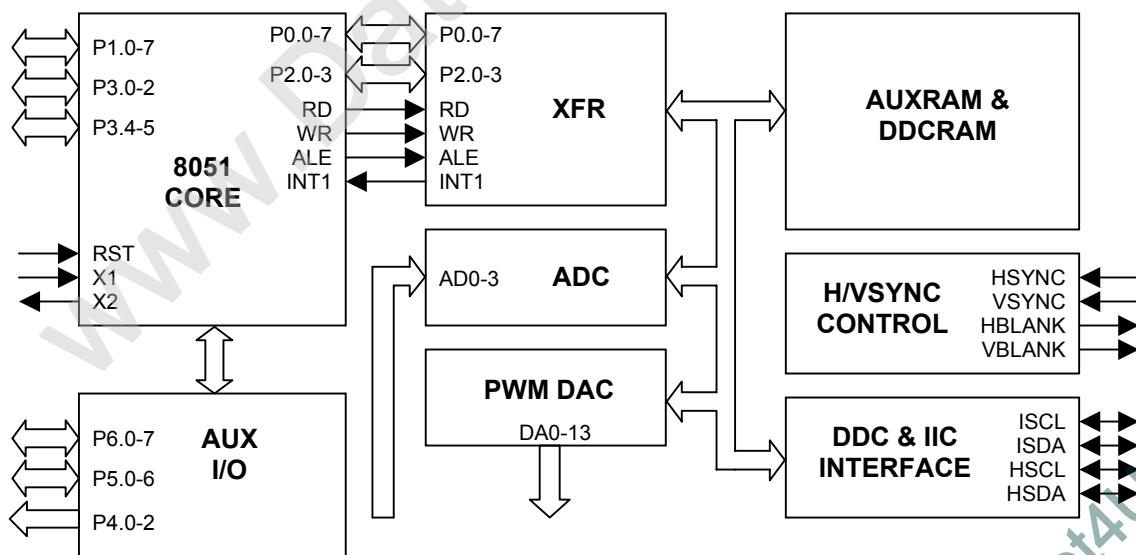 P1.0-7
P3.0-2
P3.4-5
8051
CORE
P0.0-7
P2.0-3
RD
WR
ALE
INT1
RST
X1
X2
P0.0-7
P2.0-3
RD
WR
ALE
INT1
XFR
AUXRAM &
DDCRAM
AD0-3
ADC
H/VSYNC
CONTROL
HSYNC
VSYNC
HBLANK
VBLANK
PWM DAC
DA0-13
DDC & IIC
INTERFACE
ISCL
ISDA
HSCL
HSDA
P6.0-7
P5.0-6
P4.0-2
AUX
I/O
www.Dat